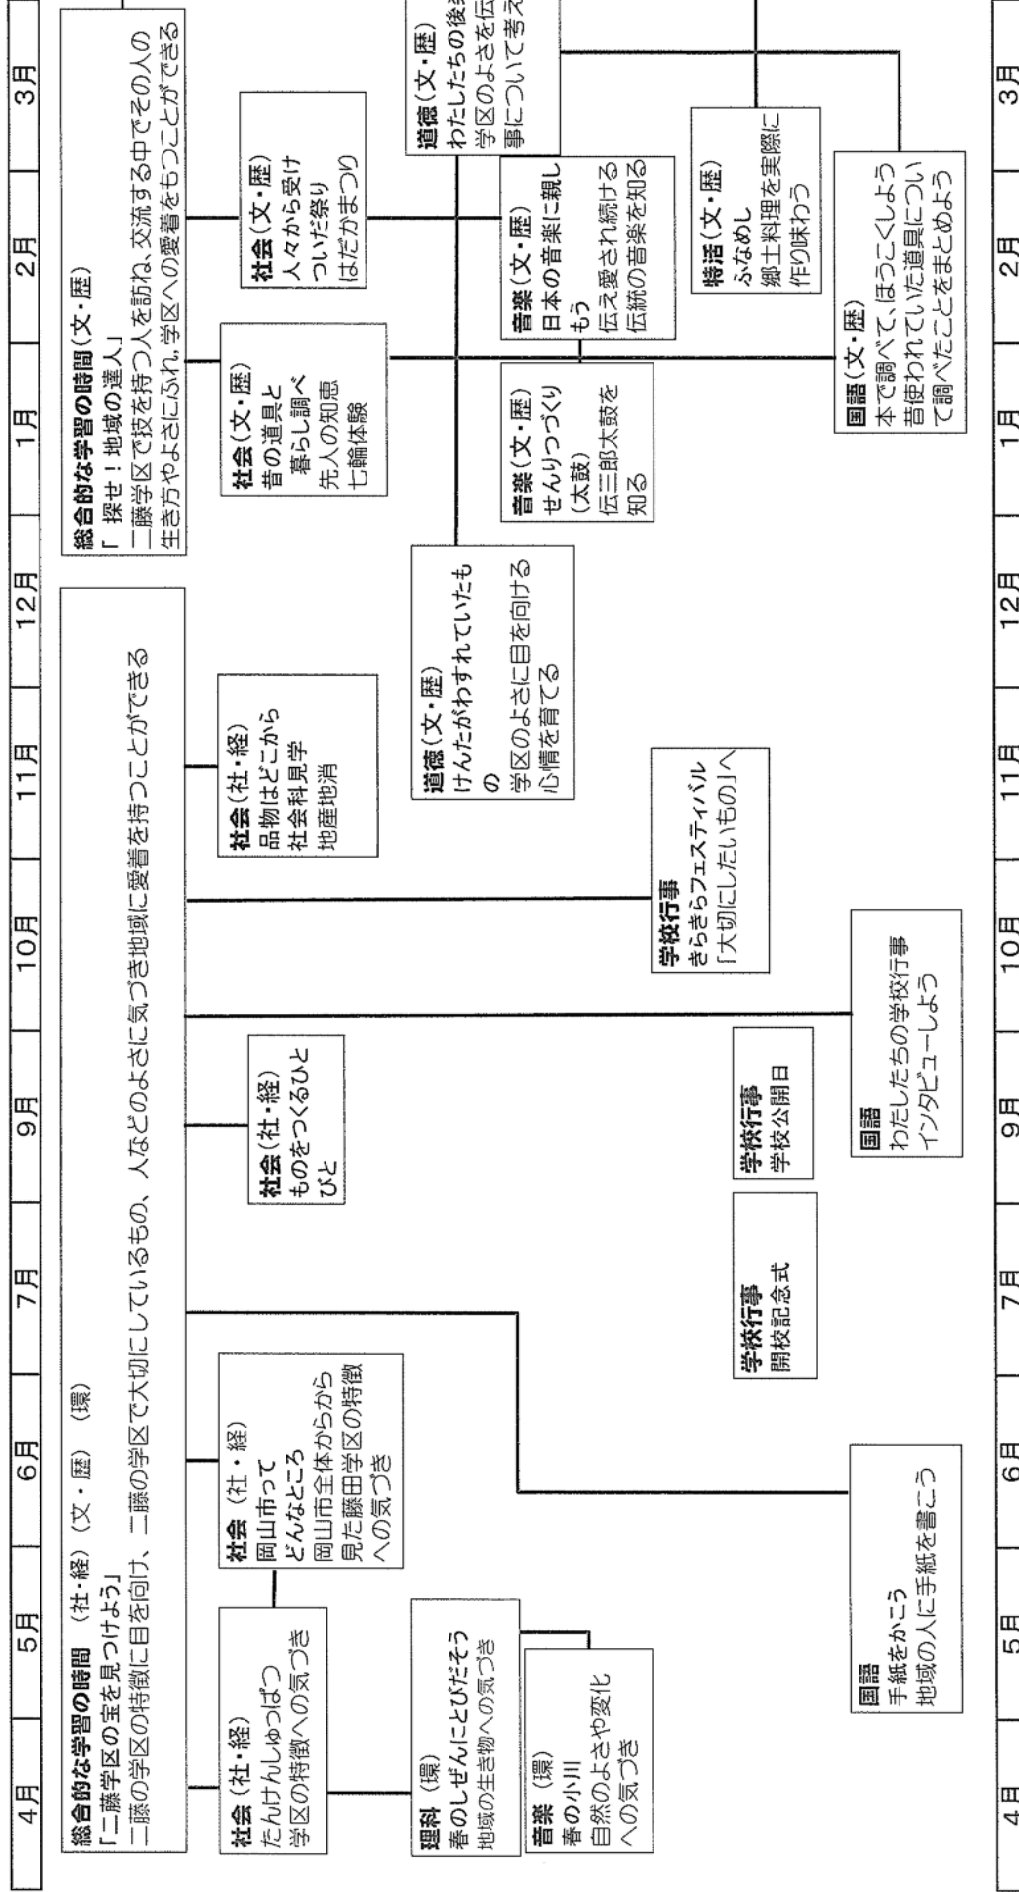 4月
5月
6月
7月
9月
10月
11月
12月
1月
2月
3月
総合的な学習の時間 （社・経）（文・歴）（環）
「二藤学区の宝を見つけよう」
二藤の学区の特徴に目を向け、二藤の学区で大切にしているもの、人などのよさに気づき地域に愛着を持つことができる
総合的な学習の時間（文・歴）
「探せ！地域の達人」
二藤学区で技を持つ人を訪ね、交流する中でその人の
生き方やよさにふれ、学区への愛着をもつことができる
社会（社・経）
たんけんしゅっぱつ
学区の特徴への気づき
社会（社・経）
岡山市って
どんなところ
岡山市全体からから
見た藤田学区の特徴
への気づき
社会（社・経）
ものをつくるひと
びと
社会（社・経）
品物はどこから
社会科見学
地産地消
社会（文・歴）
昔の道具と
暮らし調べ
先人の知恵
七輪体験
社会（文・歴）
人々から受け
ついだ祭り
はだかまつり
理科（環）
春のしぜんにとびだそう
地域の生き物への気づき
道徳（文・歴）
けんたがわすれていたも
の
学区のよさに目を向ける
心情を育てる
道徳（文・歴）
わたしたちの後
学区のよさを伝
事について考え
音楽（環）
春の小川
自然のよさや変化
への気づき
音楽（文・歴）
せんりつづくり
（太鼓）
伝三郎太鼓を
知る
音楽（文・歴）
日本の音楽に親し
もう
伝え愛され続ける
伝統の音楽を知る
学校行事
きらきらフェスティバル
「大切にしたいもの」へ
特活（文・歴）
ふなめし
郷土料理を実際に
作り味わう
学校行事
開校記念式
学校行事
学校公開日
国語
手紙をかこう
地域の人に手紙を書こう
国語
わたしたちの学校行事
インタビューしよう
国語（文・歴）
本で調べて、ほうこくしよう
昔使われていた道具につい
て調べたことをまとめよう
4月
5月
6月
7月
9月
10月
11月
12月
1月
2月
3月